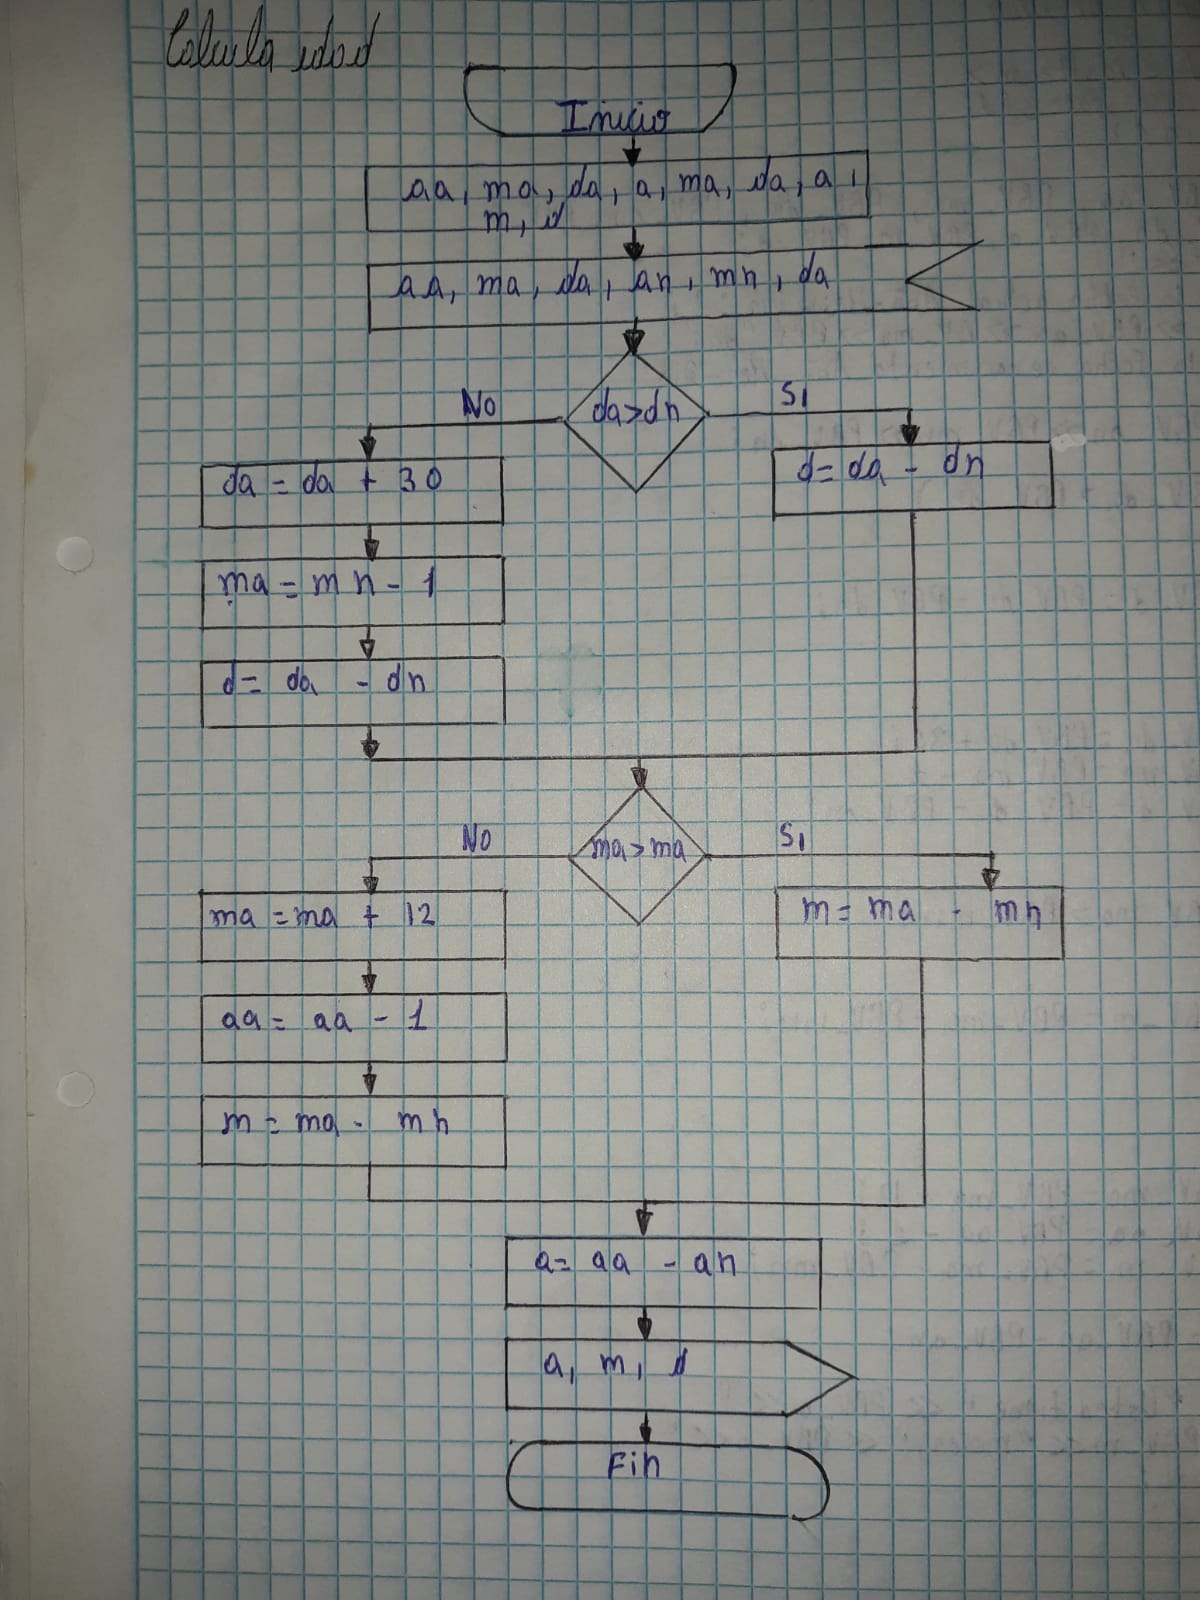 Calcula edad
Inicio
aa, ma, da, a, ma, da, a,
m, d
aa, ma, da, an, mn, da
da>dn
No
Si
da = da + 30
d= da - dn
ma = mn - 1
d= da - dn
ma>ma
No
Si
ma = ma + 12
m= ma - mn
aa= aa - 1
m= ma - mn
a= aa - an
a, m, d
Fin